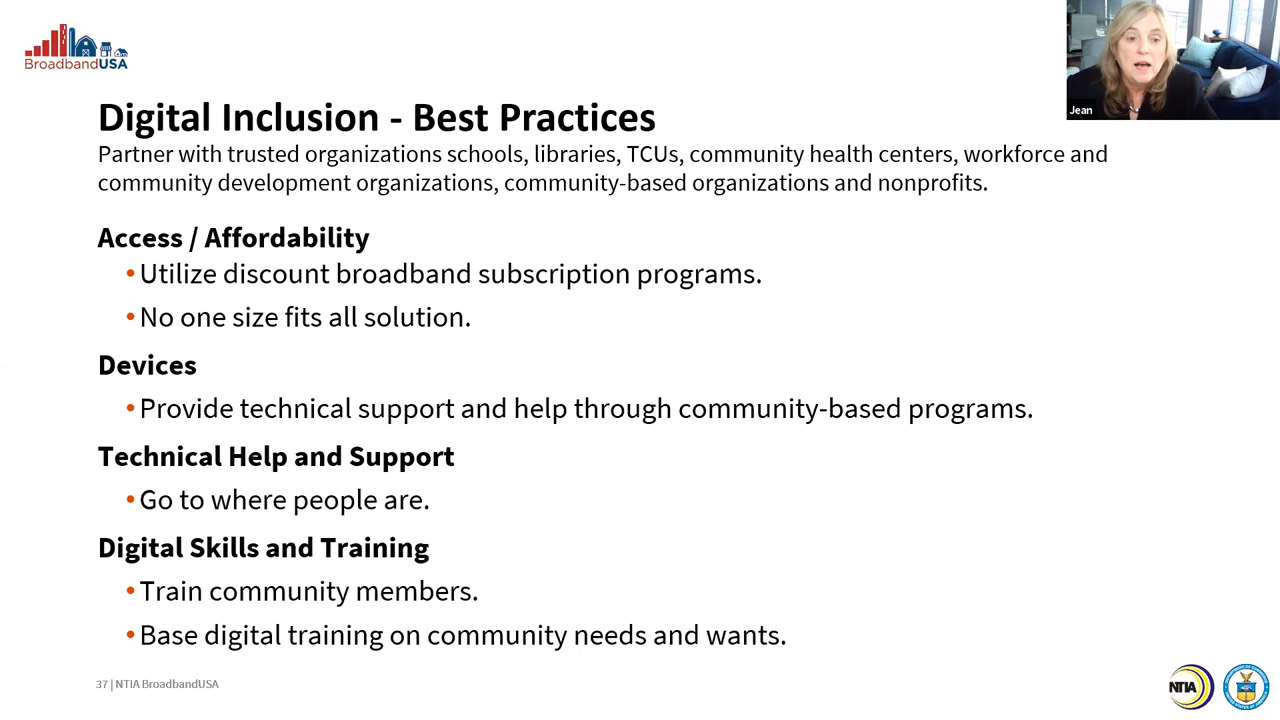 BroadbandUSA
Jean
Digital Inclusion - Best Practices
Partner with trusted organizations schools, libraries, TCUs, community health centers, workforce and
community development organizations, community-based organizations and nonprofits.
Access / Affordability
•Utilize discount broadband subscription programs.
•No one size fits all solution.
Devices
•Provide technical support and help through community-based programs.
Technical Help and Support
•Go to where people are.
Digital Skills and Training
•Train community members.
•Base digital training on community needs and wants.
37 | NTIA BroadbandUSA
NTIA